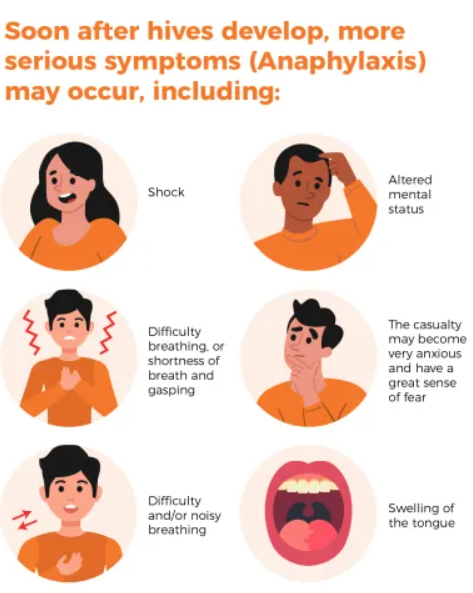 Soon after hives develop, more
serious symptoms (Anaphylaxis)
may occur, including:
Shock
Altered
mental
status
Difficulty
breathing, or
shortness of
breath and
gasping
The casualty
may become
very anxious
and have a
great sense
of fear
Difficulty
and/or noisy
breathing
Swelling of
the tongue